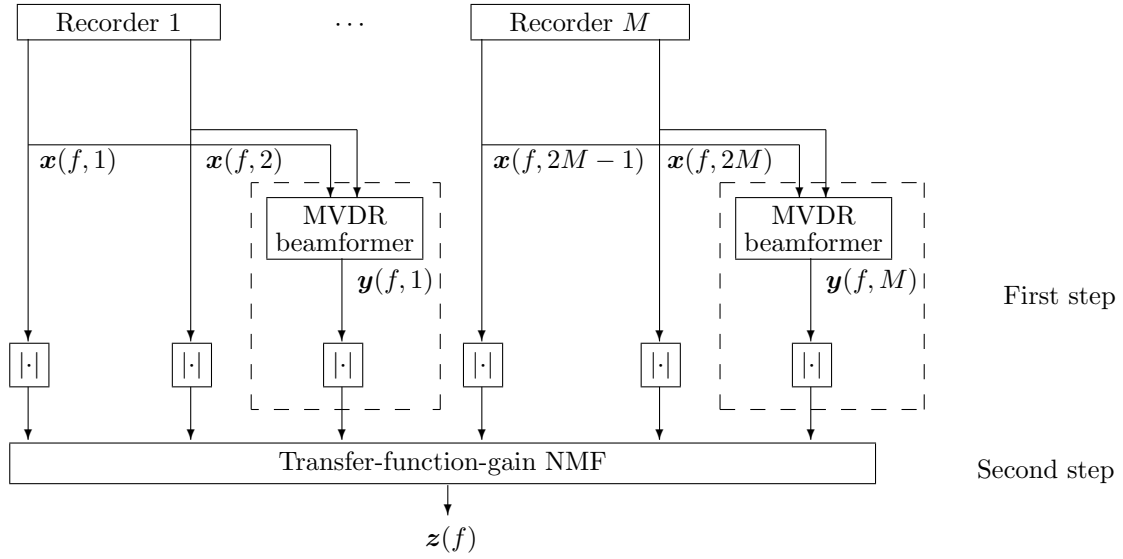 Recorder 1 ··· Recorder M
x(f, 1) x(f, 2) x(f, 2M − 1) x(f, 2M)
MVDR
beamformer
MVDR
beamformer
y(f, 1) y(f, M)
First step
|·| |·| |·| |·| |·| |·|
Transfer-function-gain NMF
Second step
z(f)